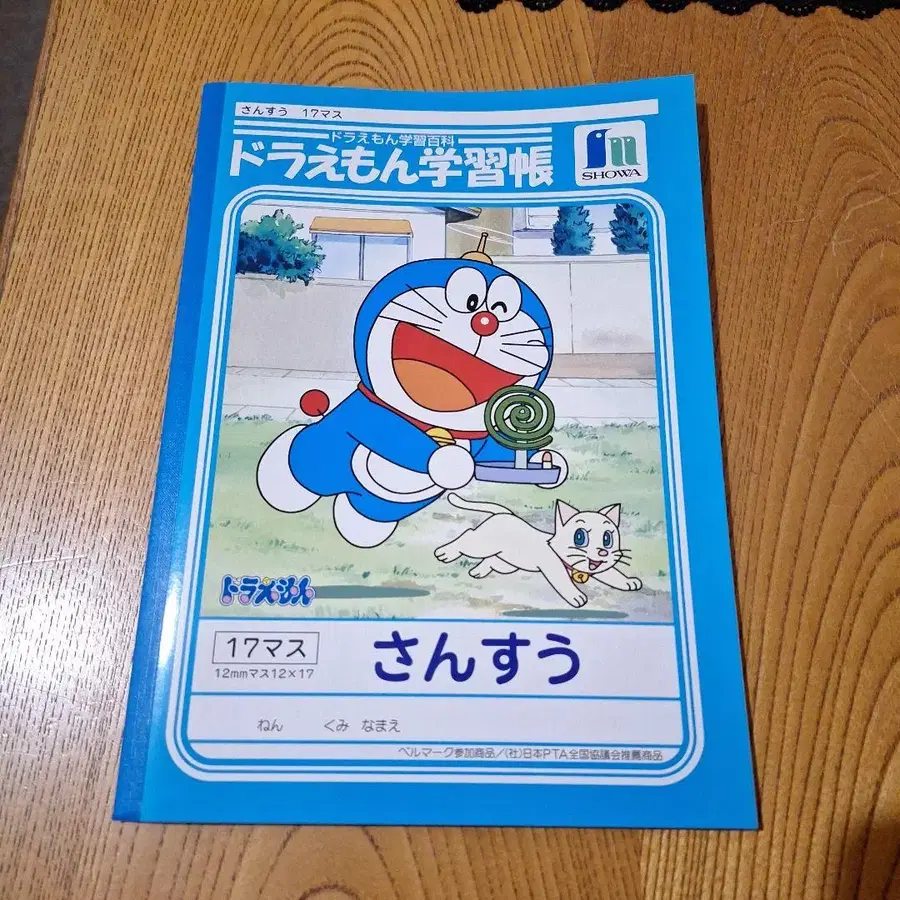 さんすう 17マス
ドラえもん学習百科
ドラえもん学習帳
SHOWA
ドラえもん
17マス
12mmマス12×17
さんすう
ねん くみ なまえ
ベルマーク参加商品/(社)日本PTA全国協議会推薦商品